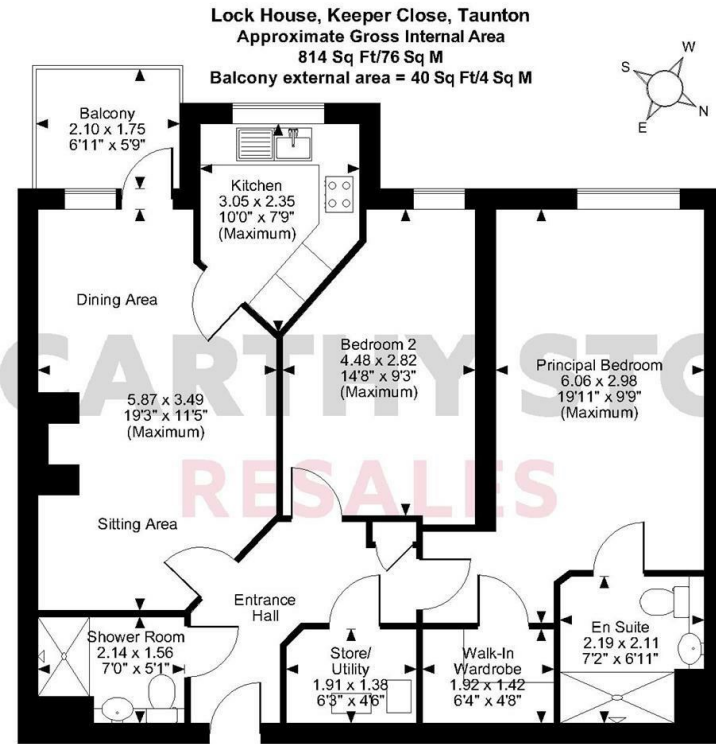 Lock House, Keeper Close, Taunton
Approximate Gross Internal Area
814 Sq Ft/76 Sq M
Balcony external area = 40 Sq Ft/4 Sq M
W
S
N
E
Balcony
2.10 x 1.75
6'11" x 5'9"
Kitchen
3.05 x 2.35
10'0" x 7'9"
(Maximum)
Dining Area
5.87 x 3.49
19'3" x 11'5"
(Maximum)
Sitting Area
Bedroom 2
4.48 x 2.82
14'8" x 9'3"
(Maximum)
Principal Bedroom
6.06 x 2.98
19'11" x 9'9"
(Maximum)
CARTHY STO
RESALES
Entrance
Hall
Shower Room
2.14 x 1.56
7'0" x 5'1"
Store/
Utility
1.91 x 1.38
6'3" x 4'6"
Walk-In
Wardrobe
1.92 x 1.42
6'4" x 4'8"
En Suite
2.19 x 2.11
7'2" x 6'11"